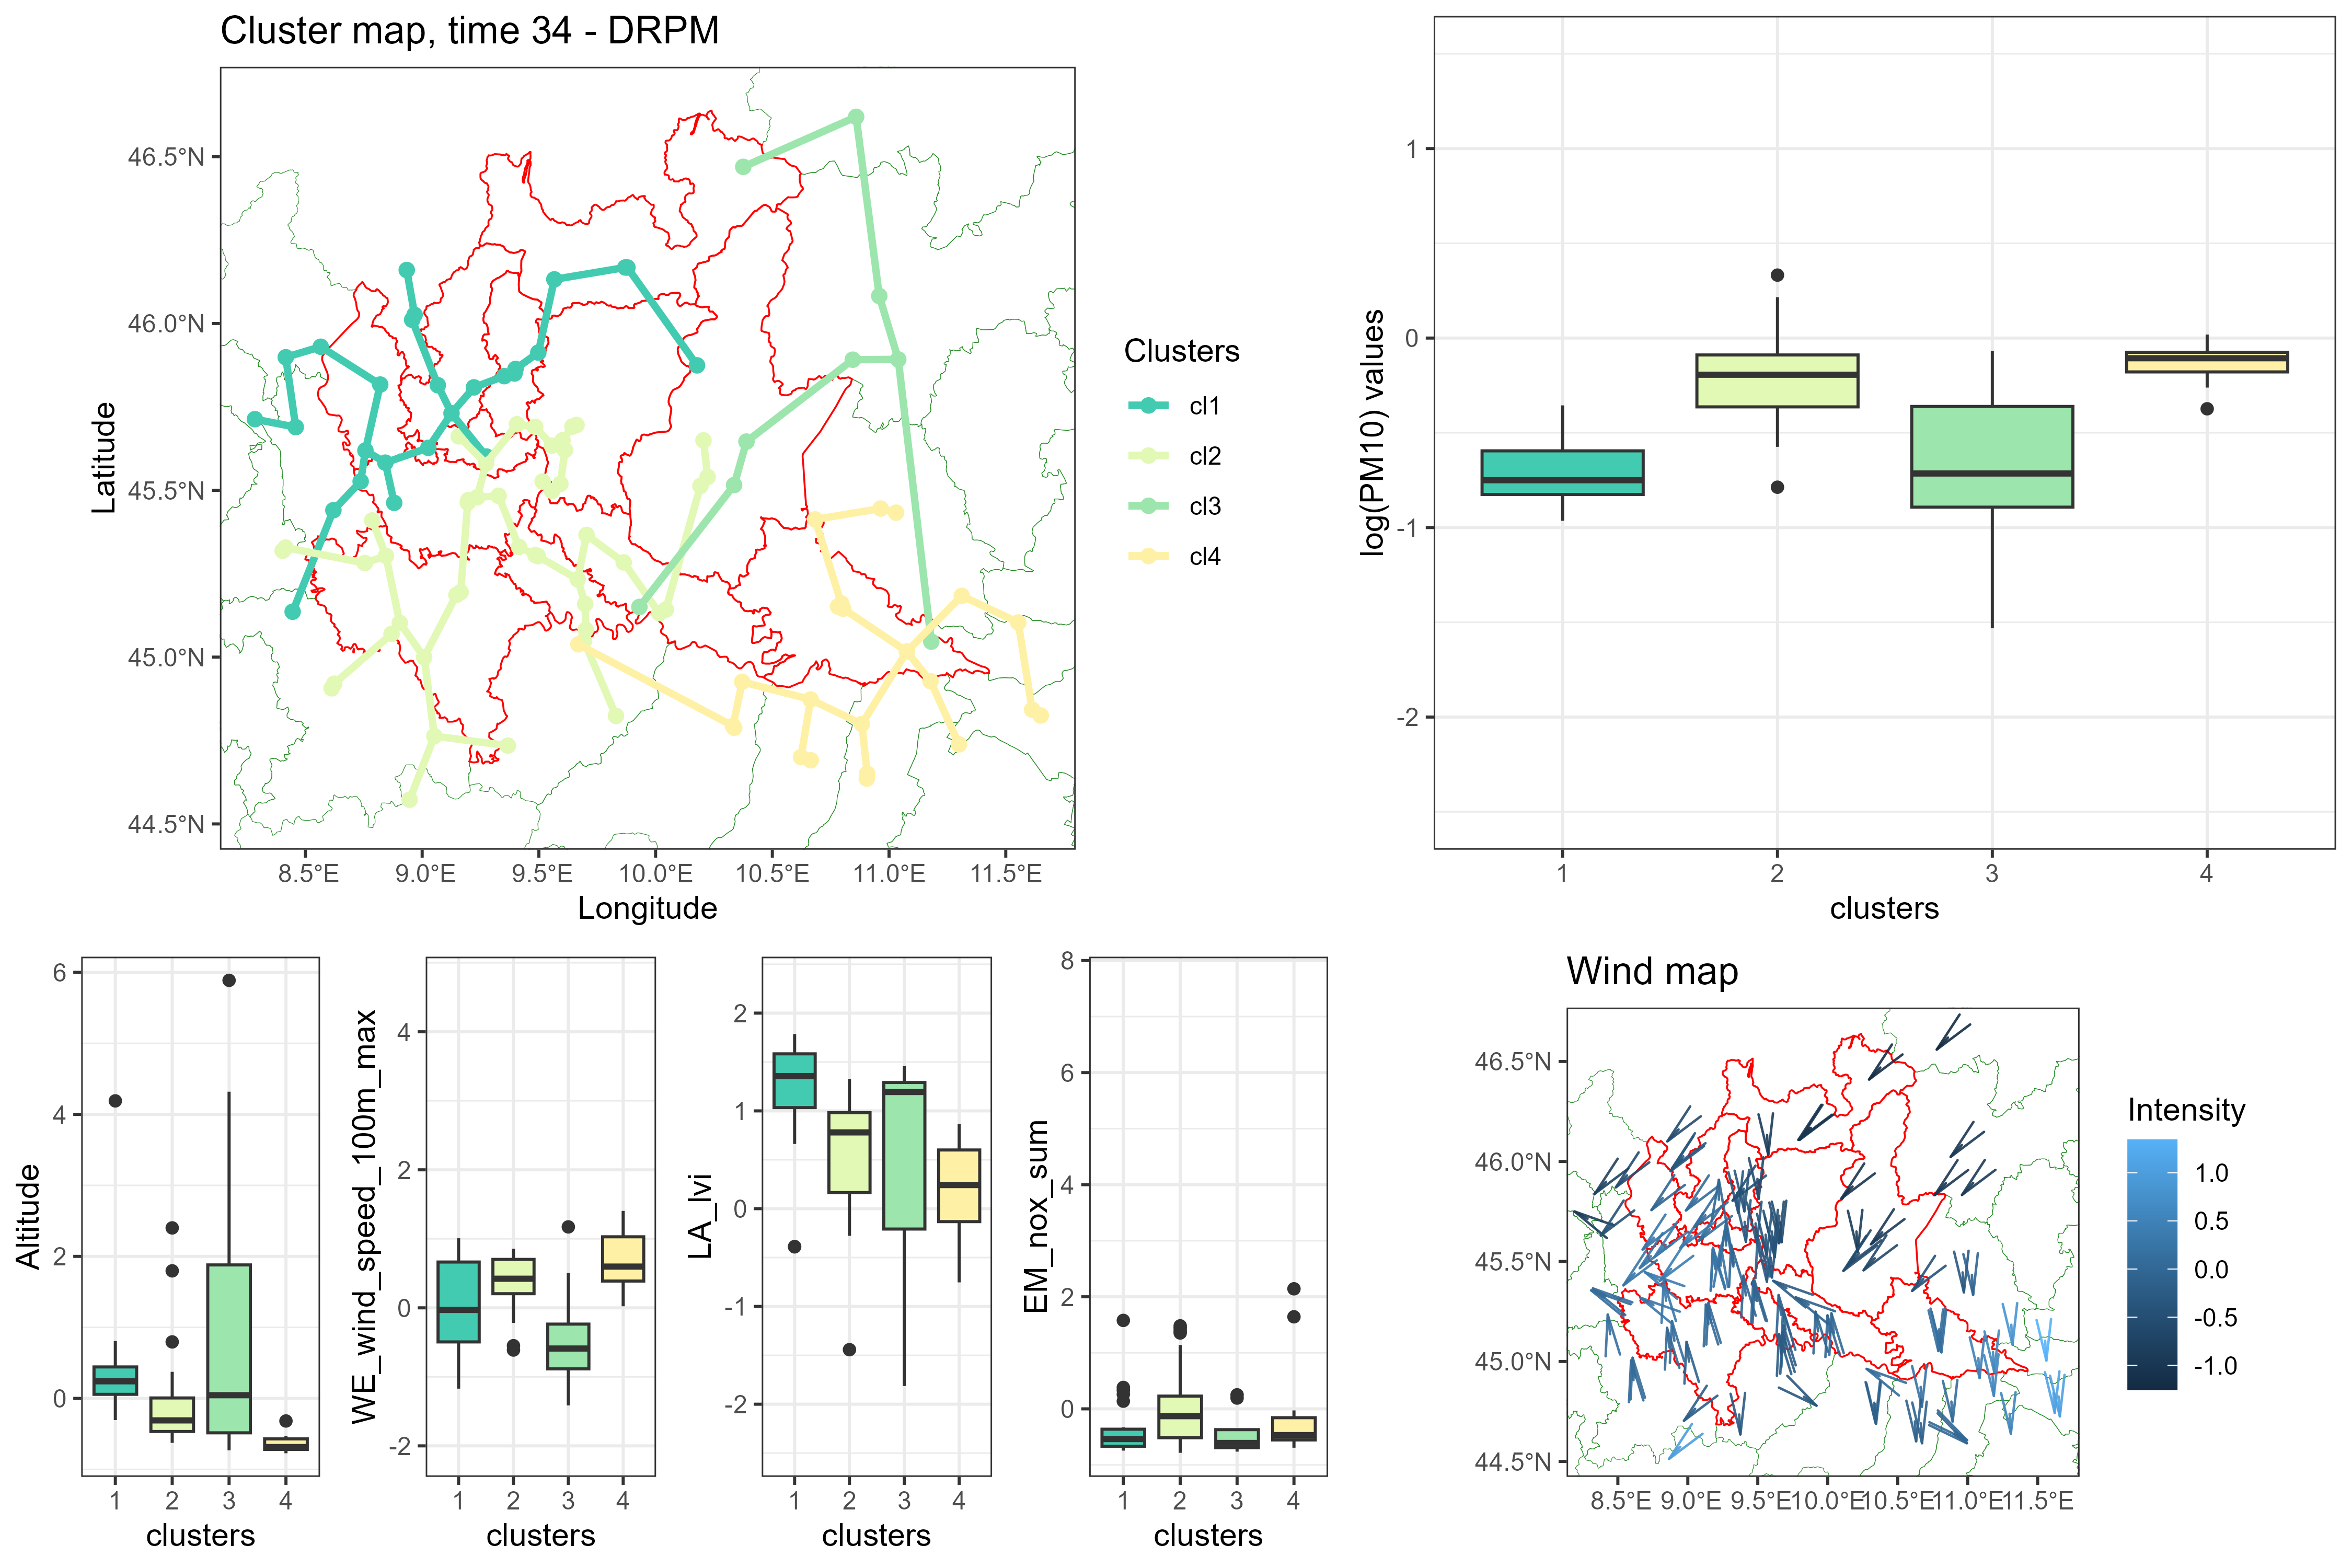 Cluster map, time 34 - DRPM
46.5°N
46.0°N
45.5°N
45.0°N
44.5°N
Latitude
8.5°E 9.0°E 9.5°E 10.0°E 10.5°E 11.0°E 11.5°E
Longitude
Clusters
cl1
cl2
cl3
cl4
1
0
-1
-2
log(PM10) values
1 2 3 4
clusters
6
4
2
0
Altitude
1 2 3 4
clusters
4
2
0
-2
WE_wind_speed_100m_max
1 2 3 4
clusters
2
1
0
-1
-2
LA_lvi
1 2 3 4
clusters
8
6
4
2
0
EM_nox_sum
1 2 3 4
clusters
Wind map
46.5°N
46.0°N
45.5°N
45.0°N
44.5°N
8.5°E 9.0°E 9.5°E 10.0°E 10.5°E 11.0°E 11.5°E
Intensity
1.0
0.5
0.0
-0.5
-1.0